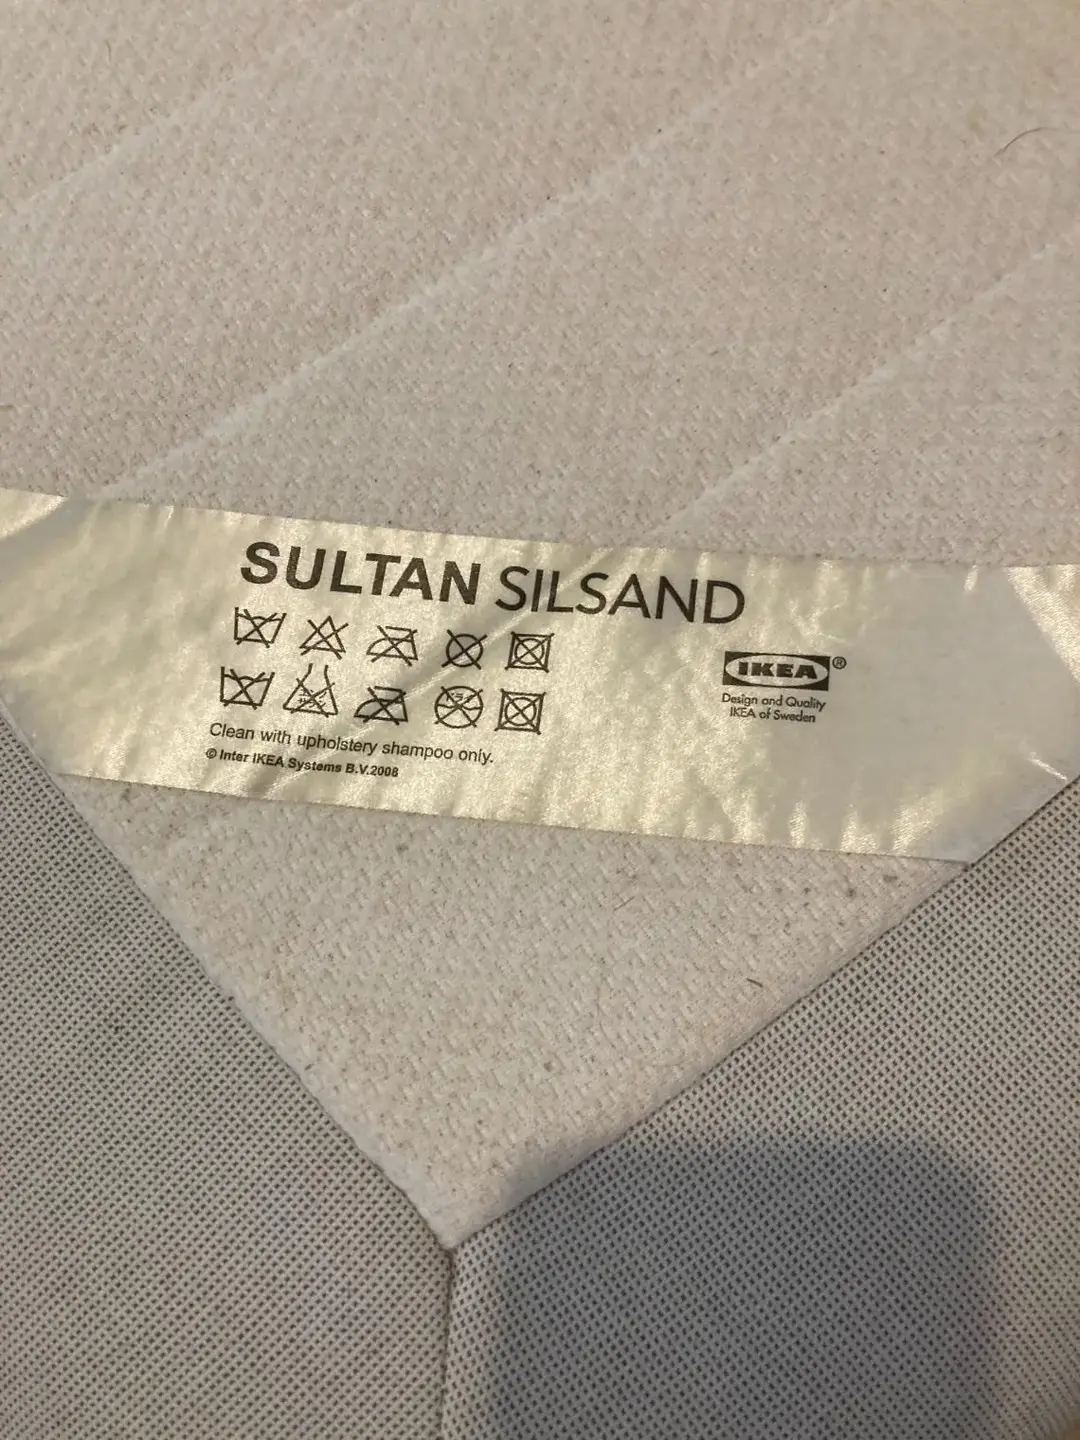 SULTAN SILSAND
IKEA®
Design and Quality
IKEA of Sweden
Clean with upholstery shampoo only.
© Inter IKEA Systems B.V.2008